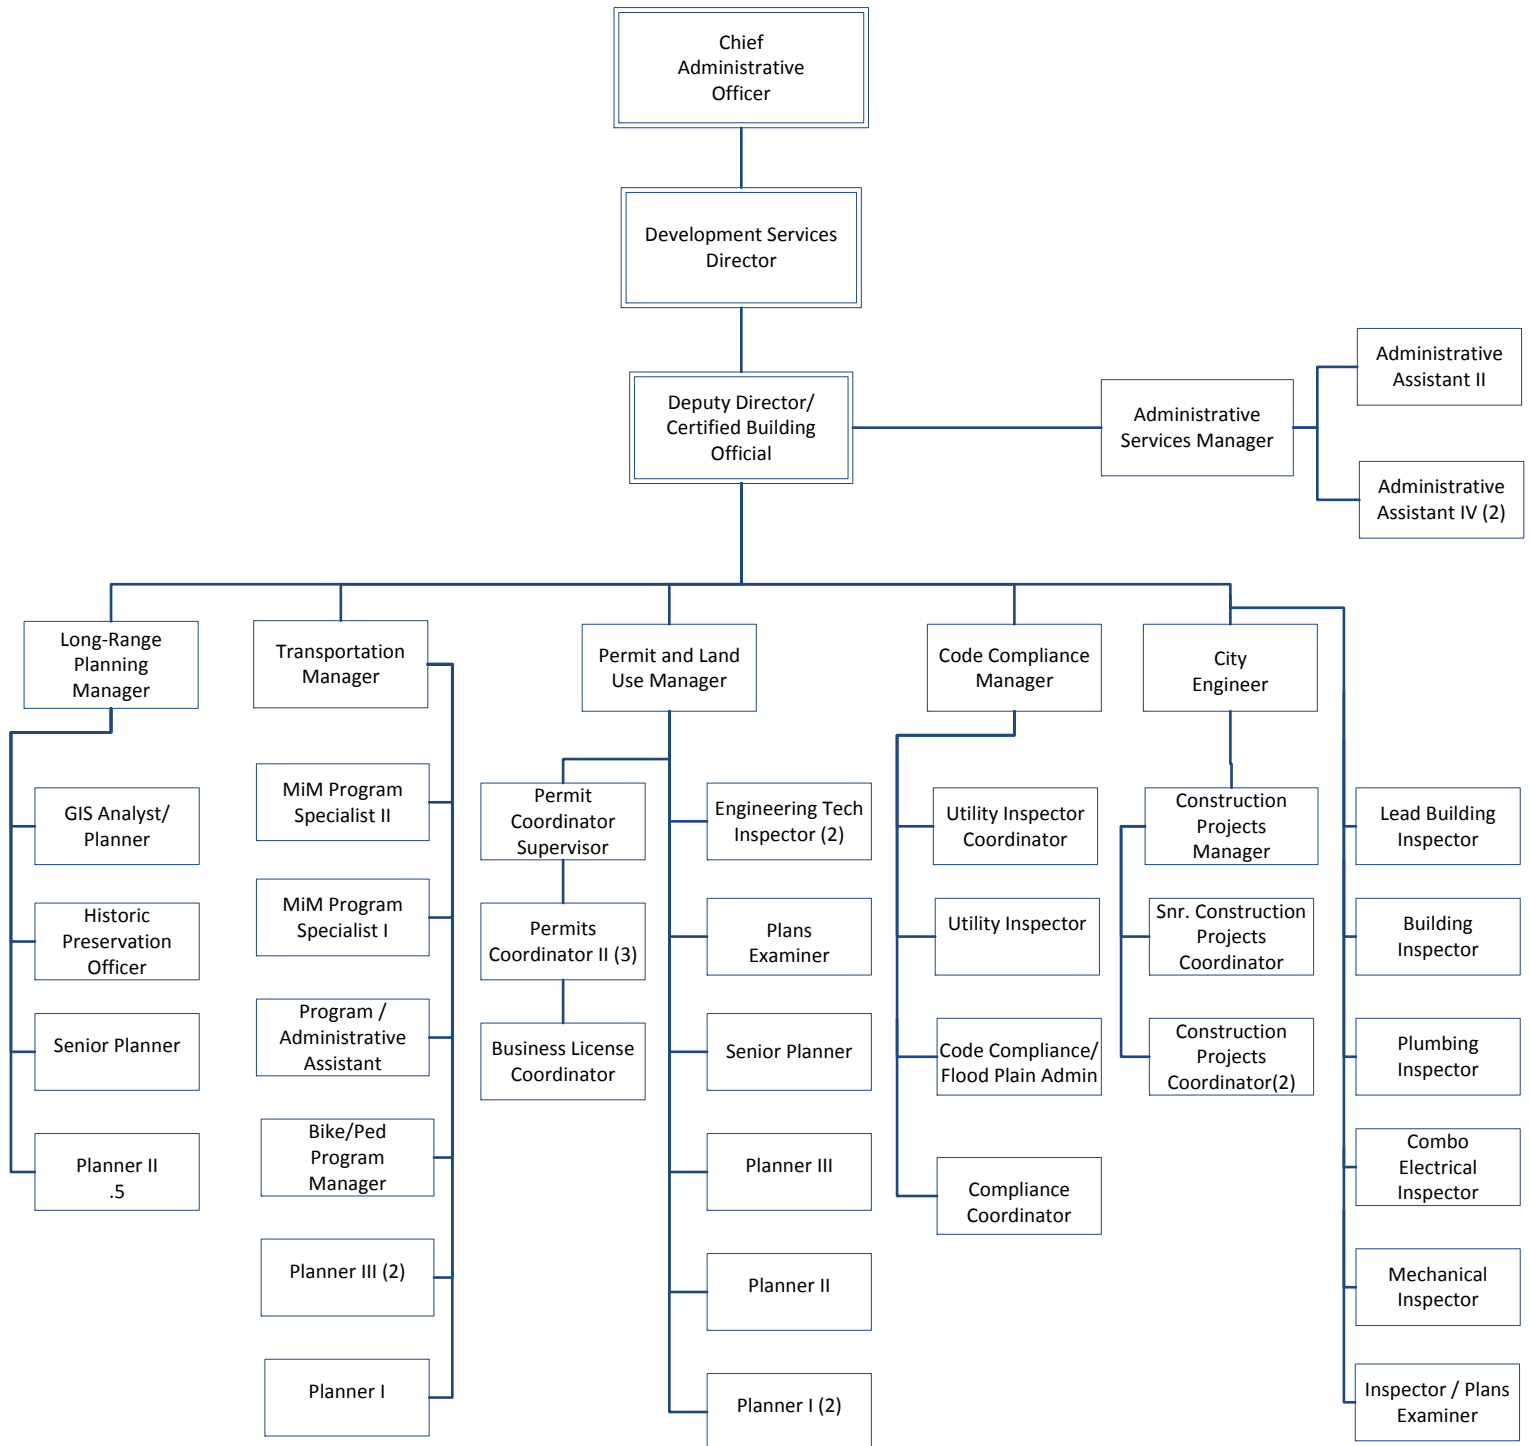 Chief
Administrative
Officer
Development Services
Director
Deputy Director/
Certified Building
Official
Administrative
Services Manager
Administrative
Assistant II
Administrative
Assistant IV (2)
Long-Range
Planning
Manager
GIS Analyst/
Planner
Historic
Preservation
Officer
Senior Planner
Planner II
.5
Transportation
Manager
MiM Program
Specialist II
MiM Program
Specialist I
Program /
Administrative
Assistant
Bike/Ped
Program
Manager
Planner III (2)
Planner I
Permit and Land
Use Manager
Permit
Coordinator
Supervisor
Permits
Coordinator II (3)
Business License
Coordinator
Engineering Tech
Inspector (2)
Plans
Examiner
Senior Planner
Planner III
Planner II
Planner I (2)
Code Compliance
Manager
Utility Inspector
Coordinator
Utility Inspector
Code Compliance/
Flood Plain Admin
Compliance
Coordinator
City
Engineer
Construction
Projects
Manager
Snr. Construction
Projects
Coordinator
Construction
Projects
Coordinator(2)
Lead Building
Inspector
Building
Inspector
Plumbing
Inspector
Combo
Electrical
Inspector
Mechanical
Inspector
Inspector / Plans
Examiner